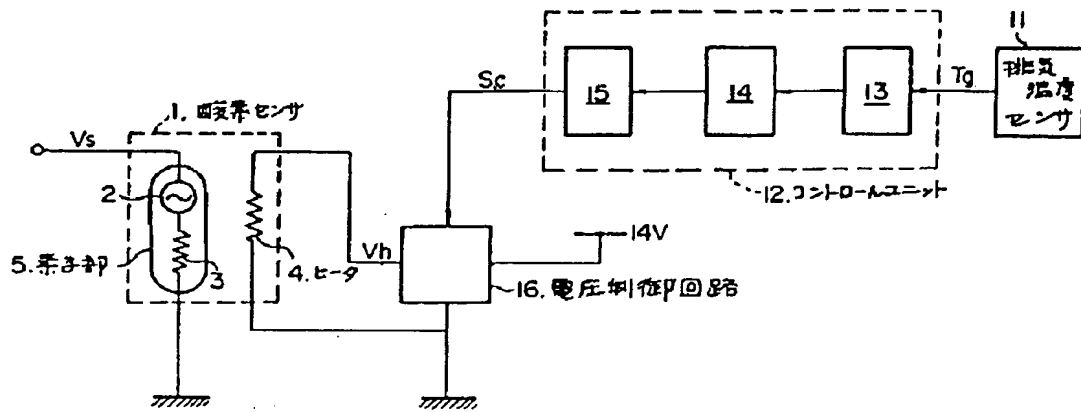 11
排気
温度
センサ
Tg
13
14
15
Sc
12.コントロールユニット
1.酸素センサ
Vs
2
3
5.素子部
4.ヒータ
Vh
14V
16.電圧制御回路